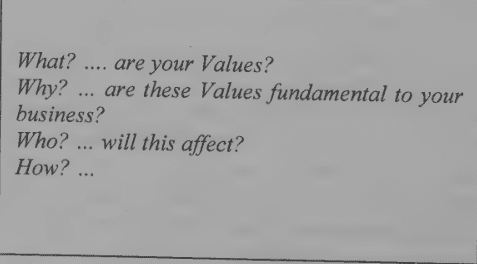 What? .... are your Values?
Why? ... are these Values fundamental to your
business?
Who? ... will this affect?
How? ...